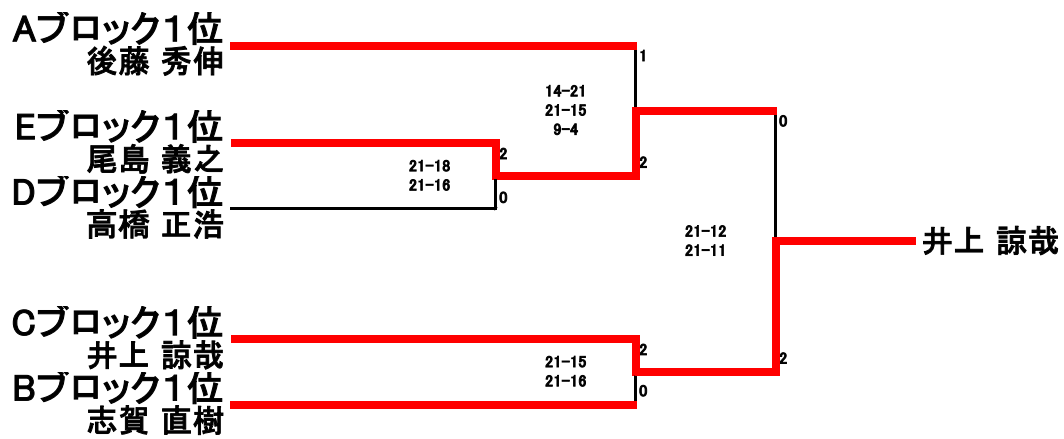 Aブロック1位
後藤 秀伸
1
14-21
21-15
9-4
Eブロック1位
尾島 義之
2
21-18
21-16
0
Dブロック1位
高橋 正浩
2
0
21-12
21-11
井上 諒哉
Cブロック1位
井上 諒哉
2
21-15
21-16
0
Bブロック1位
志賀 直樹
2